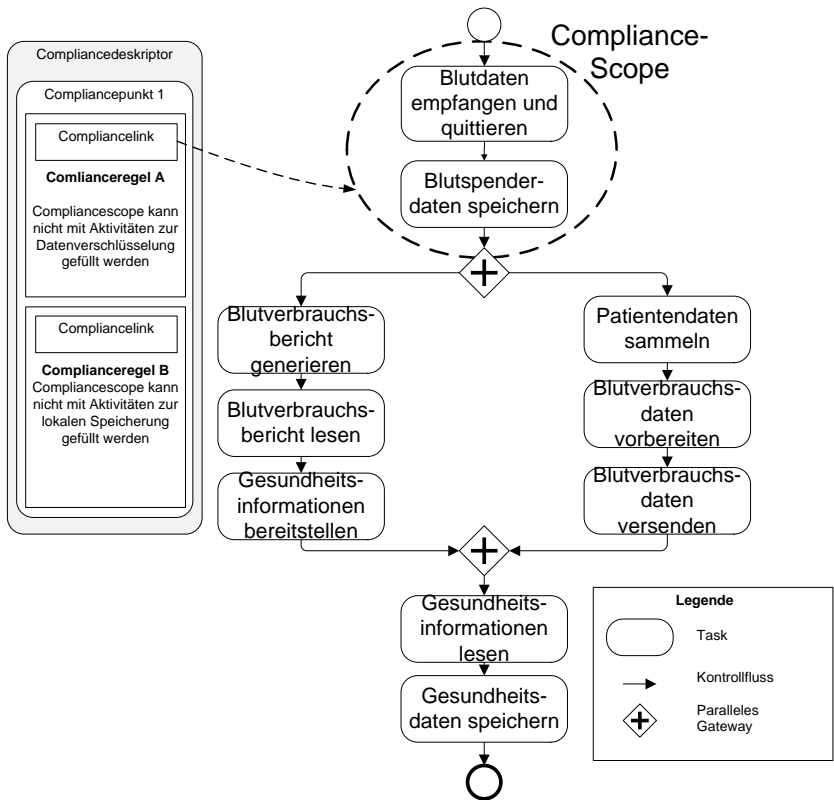 Compliance-
Scope
Compliancedeskriptor
Compliancepunkt 1
Compliancelink
Comlianceregel A
Compliancescope kann
nicht mit Aktivitäten zur
Datenverschlüsselung
gefüllt werden
Compliancelink
Complianceregel B
Compliancescope kann
nicht mit Aktivitäten zur
lokalen Speicherung
gefüllt werden
Blutdaten
empfangen und
quittieren
Blutspender-
daten speichern
Blutverbrauchs-
bericht
generieren
Blutverbrauchs-
bericht lesen
Gesundheits-
informationen
bereitstellen
Patientendaten
sammeln
Blutverbrauchs-
daten
vorbereiten
Blutverbrauchs-
daten
versenden
Gesundheits-
informationen
lesen
Gesundheits-
daten speichern
Legende
Task
Kontrollfluss
Paralleles
Gateway